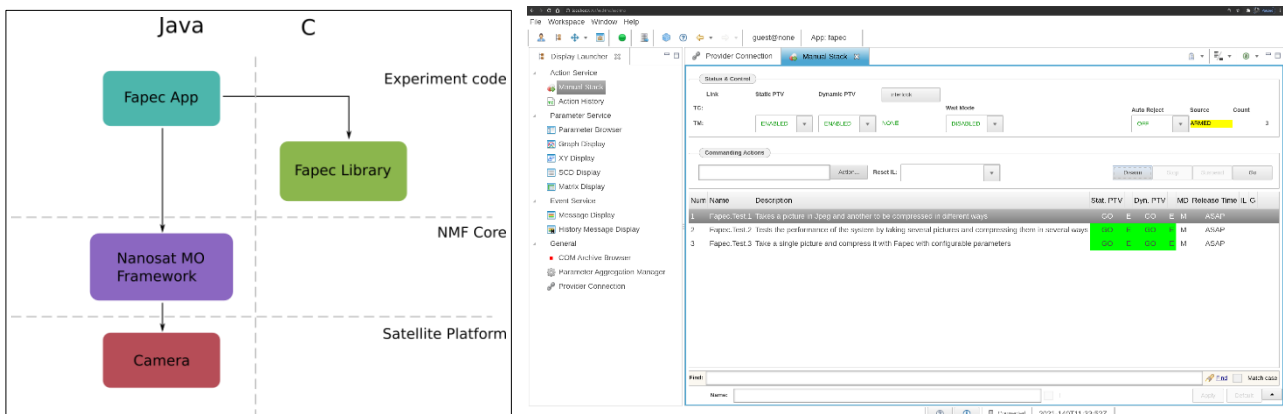 Java
C
Experiment code
Fapec App
Fapec Library
NMF Core
Nanosat MO
Framework
Satellite Platform
Camera
File Workspace Window Help
guest@none
App: fapec
Display Launcher
Action Service
Manual Stack
Action History
Parameter Service
Parameter Browser
Graph Display
XY Display
SCD Display
Matrix Display
Event Service
Message Display
History Message Display
General
COM Archive Browser
Parameter Aggregation Manager
Provider Connection
Provider Connection
Manual Stack
Status & Control
Link Static PTV Dynamic PTV Interlock
TC: Wait Mode Auto Reject Source Count
TM: ENABLED ENABLED NONE DISABLED OFF ARMED 3
Commanding Actions
Action... Reset IL: Go
Num Name Description Stat. PTV Dyn. PTV MD Release Time IL G
1 Fapec.Test.1 Takes a picture in Jpeg and another to be compressed in different ways GO E GO E M ASAP
2 Fapec.Test.2 Tests the performance of the system by taking several pictures and compressing them in several ways GO E GO E M ASAP
3 Fapec.Test.3 Take a single picture and compress it with Fapec with configurable parameters GO E GO E M ASAP
Find: Find Match case
Name: Apply